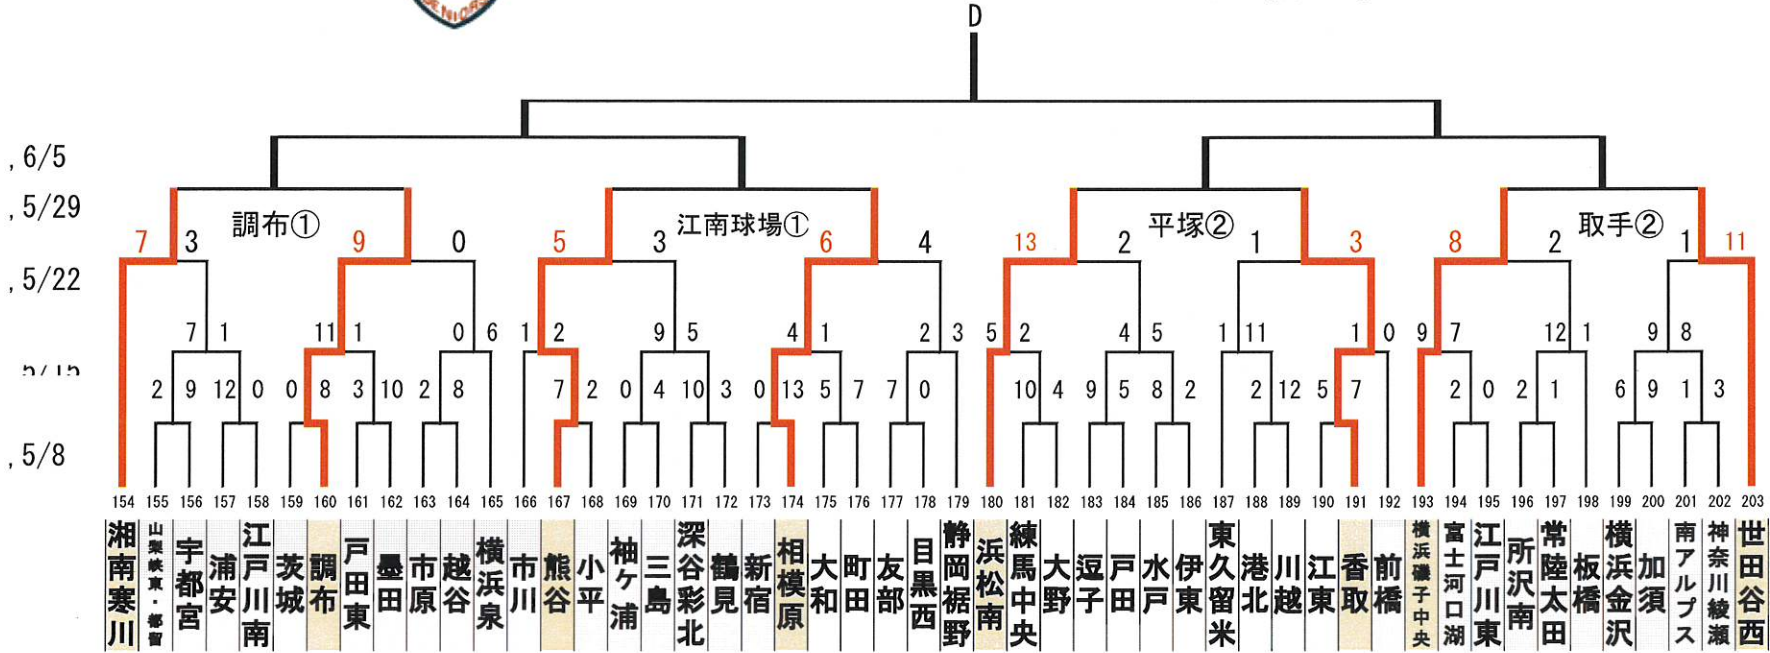 ENIORS
D
, 6/5
, 5/29
調布① 江南球場① 平塚② 取手②
7 3 9 0 5 3 6 4 13 2 1 3 8 2 1 11
, 5/22
7 1 11 1 0 6 1 2 9 5 4 1 2 3 5 2 4 5 1 11 1 0 9 7 12 1 9 8
2 9 12 0 0 8 3 10 2 8 7 2 0 4 10 3 0 13 5 7 7 0 10 4 9 5 8 2 2 12 5 7 2 0 2 1 6 9 1 3
, 5/8
154 155 156 157 158 159 160 161 162 163 164 165 166 167 168 169 170 171 172 173 174 175 176 177 178 179 180 181 182 183 184 185 186 187 188 189 190 191 192 193 194 195 196 197 198 199 200 201 202 203
湘南寒川
山梨峡東・都留
宇都宮
浦安
江戸川南
茨城
調布
戸田東
墨田
市原
越谷
横浜泉
市川
熊谷
小平
袖ヶ浦
三島
深谷彩北
鶴見
新宿
相模原
大和
町田
友部
目黒西
静岡裾野
浜松南
練馬中央
大野
逗子
戸田
水戸
伊東
東久留米
港北
川越
江東
香取
前橋
横浜磯子中央
富士河口湖
江戸川東
所沢南
常陸太田
板橋
横浜金沢
加須
南アルプス
神奈川綾瀬
世田谷西